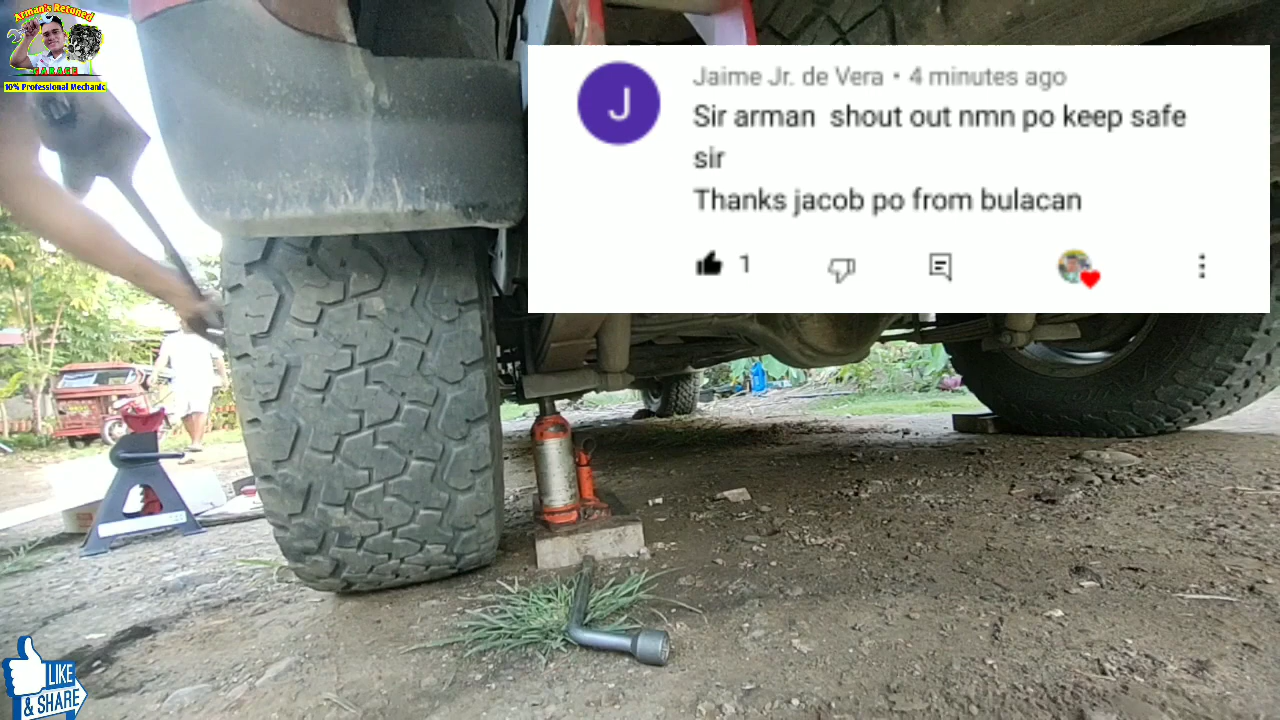 Arman's Retuned
GARAGE
10% Professional Mechanic
Jaime Jr. de Vera • 4 minutes ago
Sir arman shout out nmn po keep safe
sir
Thanks jacob po from bulacan
J
1
LIKE
& SHARE